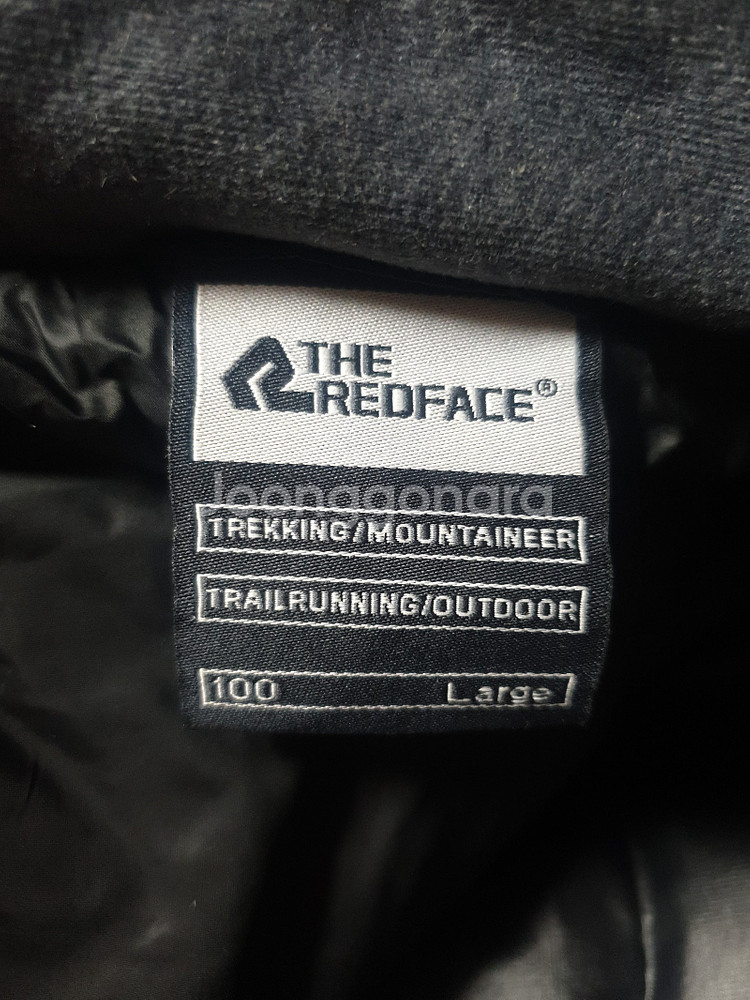 THE
REDFACE®
joonggonara
TREKKING/MOUNTAINEER
TRAILRUNNING/OUTDOOR
100 Large